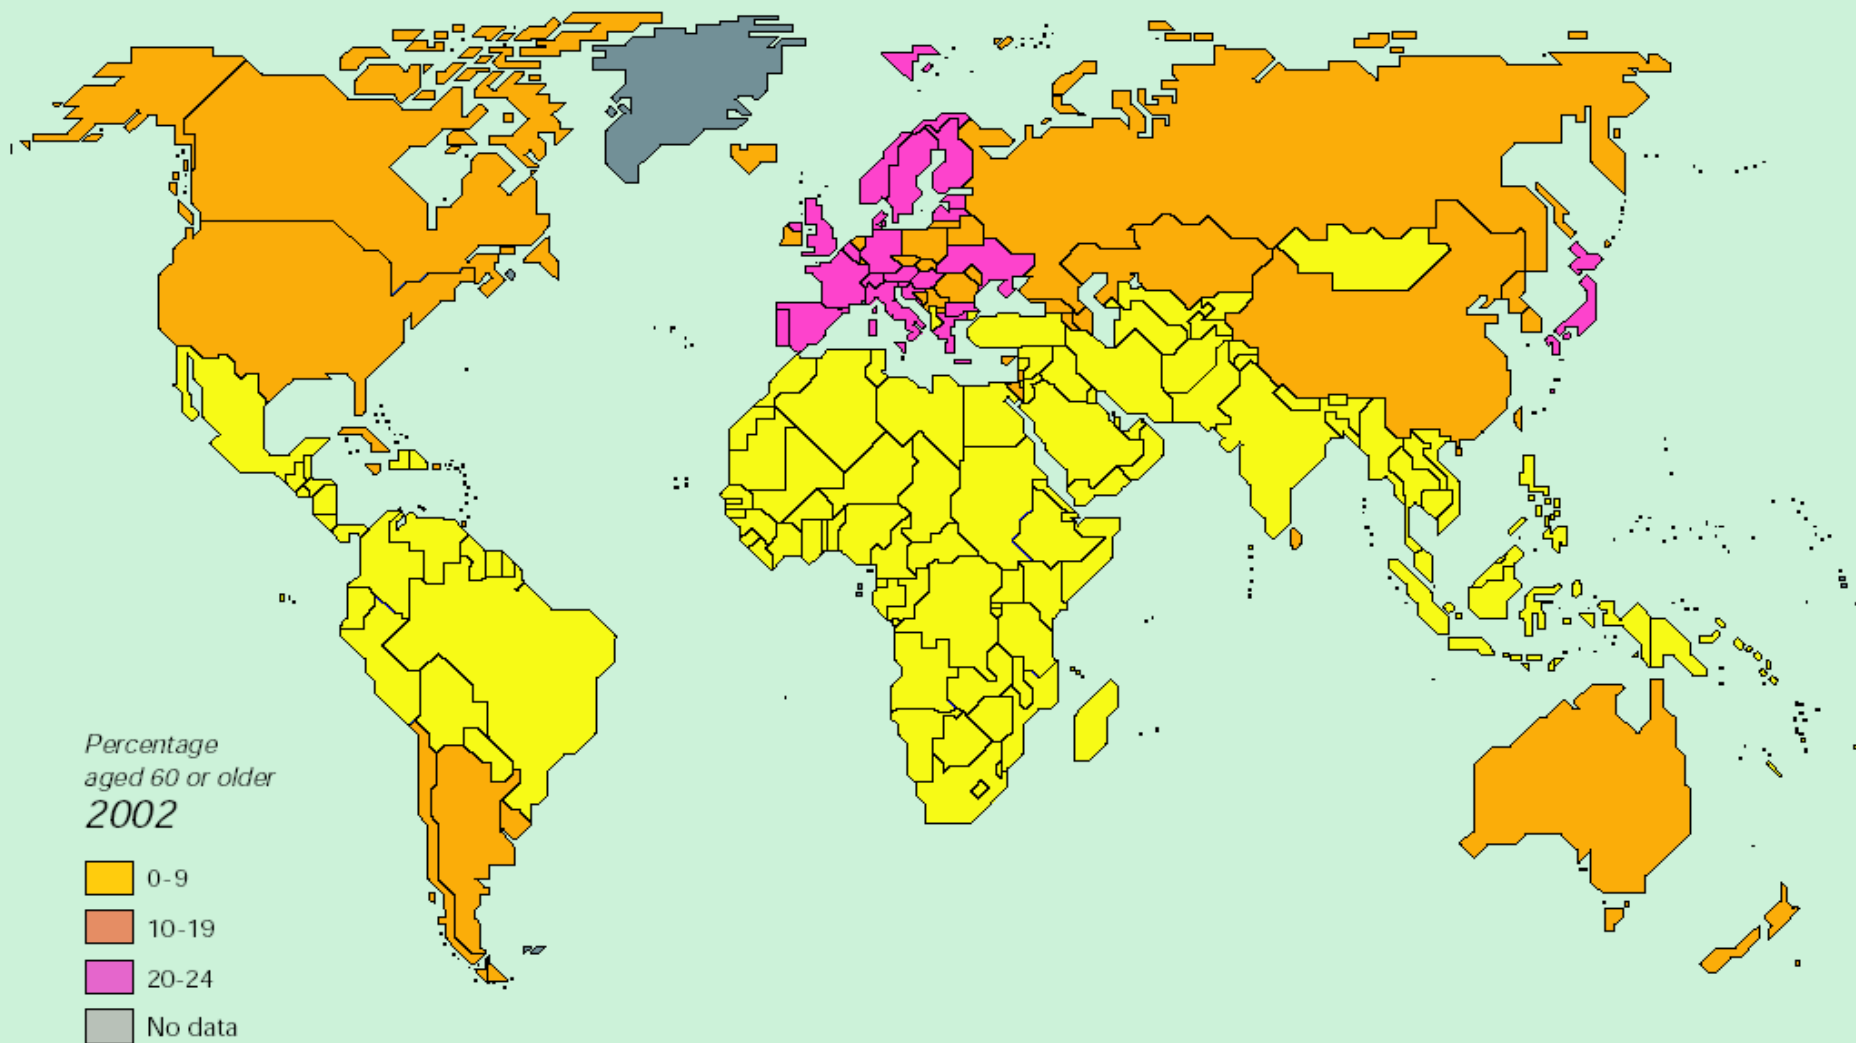 Percentage
aged 60 or older
2002
0-9
10-19
20-24
No data